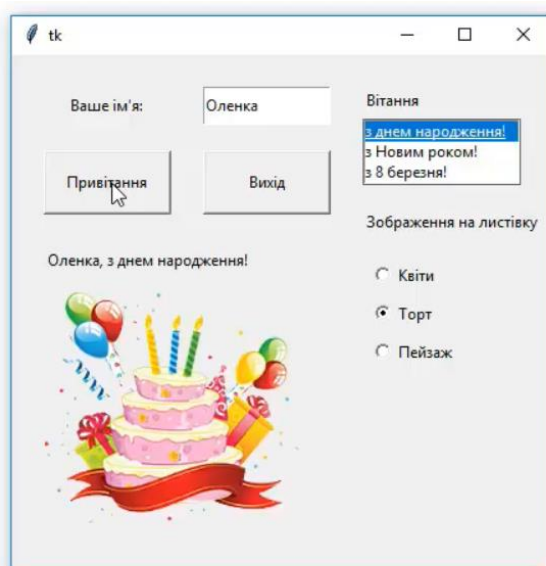 tk
Ваше ім'я:
Оленка
Привітання
Вихід
Оленка, з днем народження!
Вітання
з днем народження!
з Новим роком!
з 8 березня!
Зображення на листівку
Квіти
Торт
Пейзаж